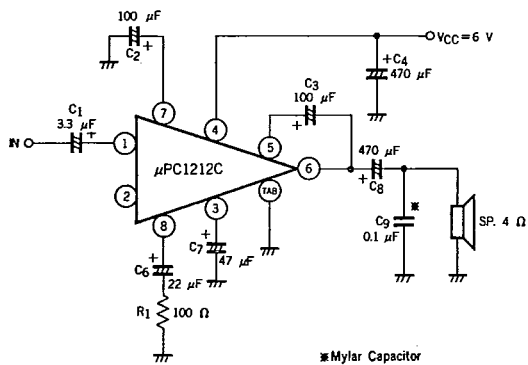 100 µF
C2 +
C1
3.3 µF
+
IN
1
2
7
4
5
6
TAB
3
8
µPC1212C
VCC=6 V
+ C4
470 µF
C3
100 µF
+
470 µF
+
C8
※
C9
0.1 µF
SP. 4 Ω
+
C7
47 µF
+
C6
22 µF
R1
100 Ω
※Mylar Capacitor